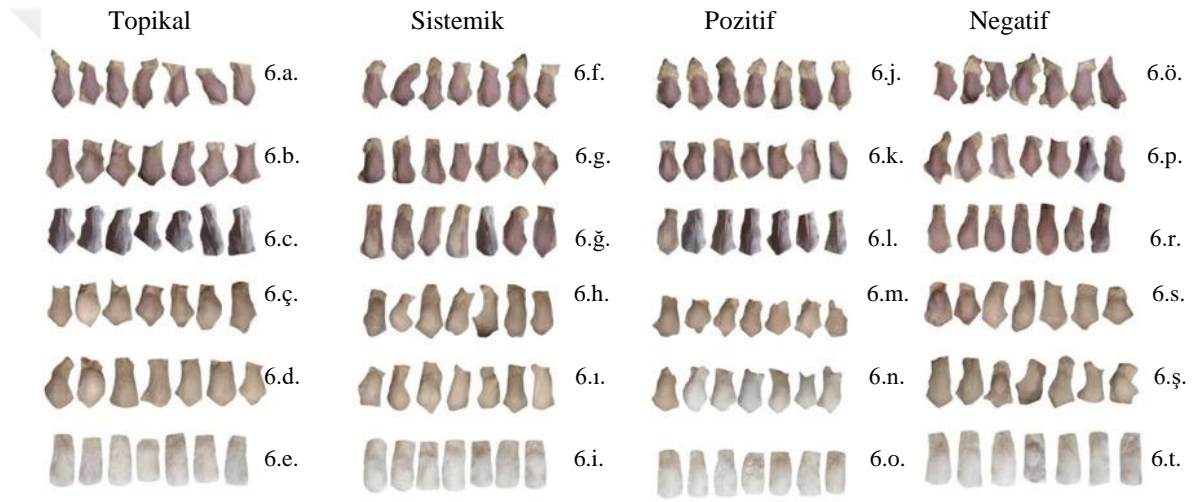 Topikal Sistemik Pozitif Negatif
6.a. 6.f. 6.j. 6.ö.
6.b. 6.g. 6.k. 6.p.
6.c. 6.ğ. 6.l. 6.r.
6.ç. 6.h. 6.m. 6.s.
6.d. 6.ı. 6.n. 6.ş.
6.e. 6.i. 6.o. 6.t.